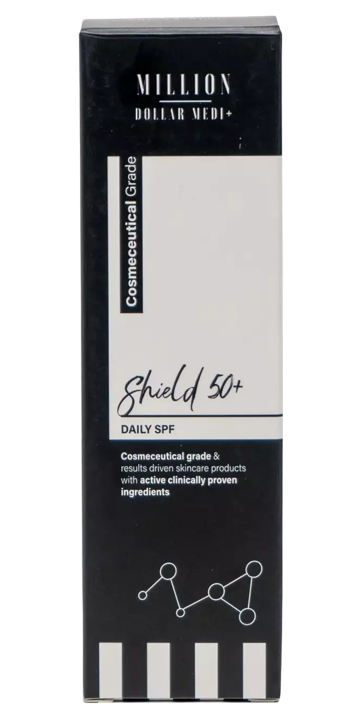 MILLION
DOLLAR MEDI+
Cosmeceutical Grade
Shield 50+
DAILY SPF
Cosmeceutical grade &
results driven skincare products
with active clinically proven
ingredients